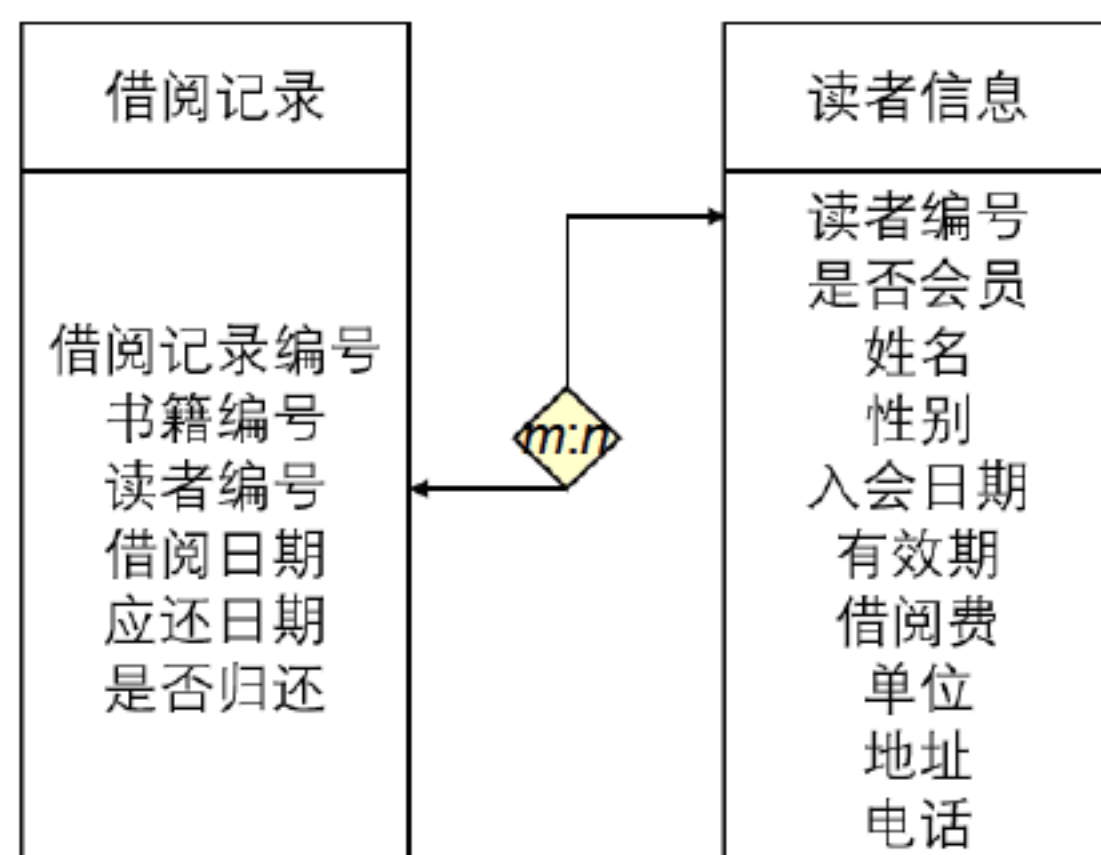 借阅记录
借阅记录编号
书籍编号
读者编号
借阅日期
应还日期
是否归还
m:n
读者信息
读者编号
是否会员
姓名
性别
入会日期
有效期
借阅费
单位
地址
电话